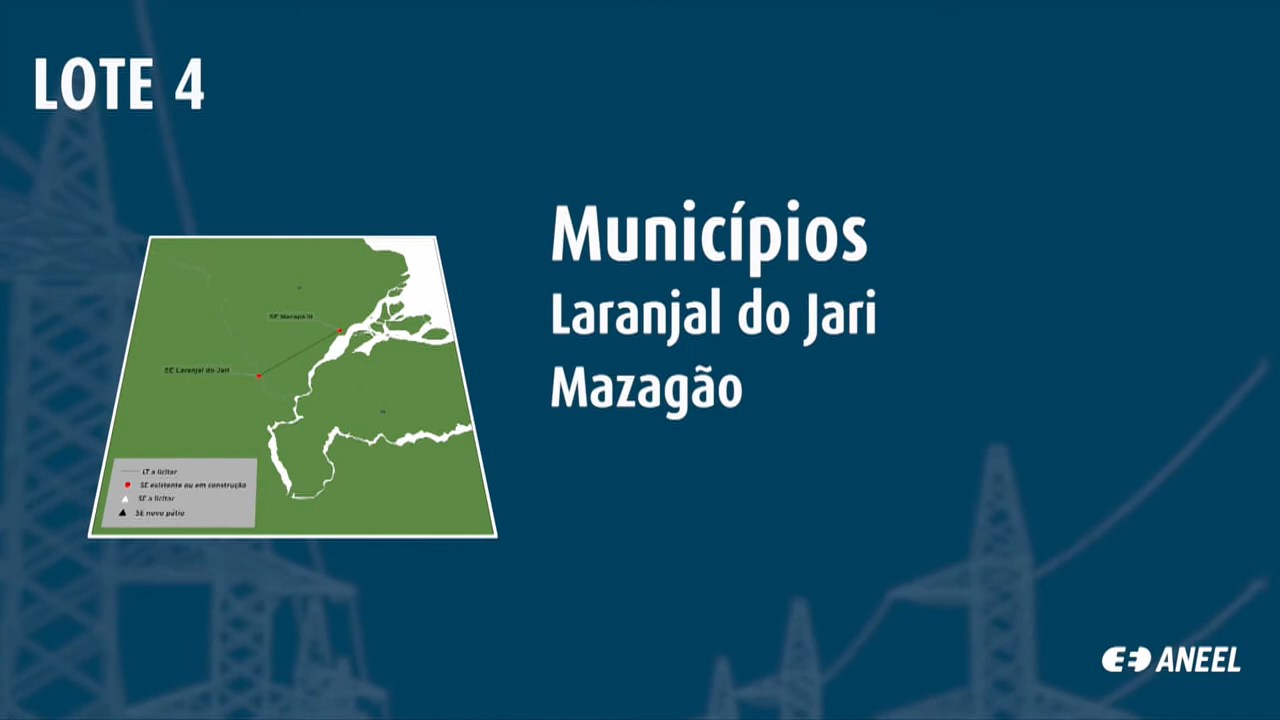 LOTE 4
Municípios
Laranjal do Jari
Mazagão
SE Macapá III
SE Laranjal do Jari
LT a licitar
SE existente ou em construção
SE a licitar
SE novo pátio
ANEEL